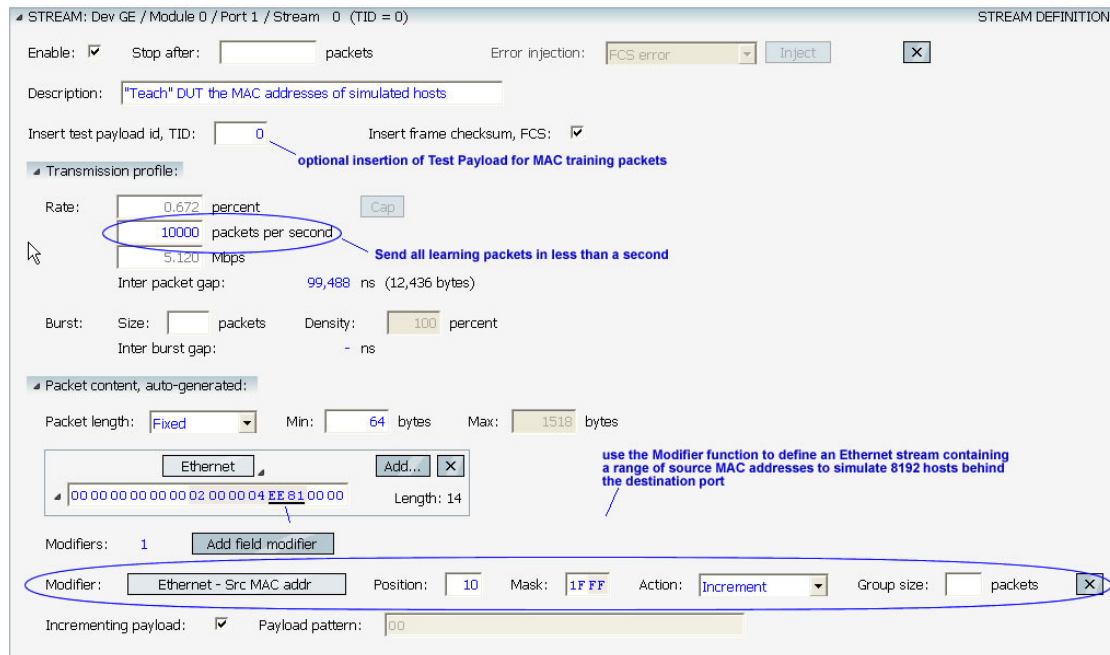 STREAM: Dev GE / Module 0 / Port 1 / Stream 0 (TID = 0) STREAM DEFINITION
Enable: Stop after: packets Error injection: FCS error Inject X
Description: "Teach" DUT the MAC addresses of simulated hosts
Insert test payload id, TID: 0 Insert frame checksum, FCS:
optional insertion of Test Payload for MAC training packets
Transmission profile:
Rate: 0.672 percent Cap
10000 packets per second
Send all learning packets in less than a second
5.120 Mbps
Inter packet gap: 99,488 ns (12,436 bytes)
Burst: Size: packets Density: 100 percent
Inter burst gap: - ns
Packet content, auto-generated:
Packet length: Fixed Min: 64 bytes Max: 1518 bytes
use the Modifier function to define an Ethernet stream containing
a range of source MAC addresses to simulate 8192 hosts behind
the destination port
Ethernet Add... X
00 00 00 00 00 00 02 00 00 04 EE 81 00 00 Length: 14
Modifiers: 1 Add field modifier
Modifier: Ethernet - Src MAC addr Position: 10 Mask: 1F FF Action: Increment Group size: packets X
Incrementing payload: Payload pattern: 00